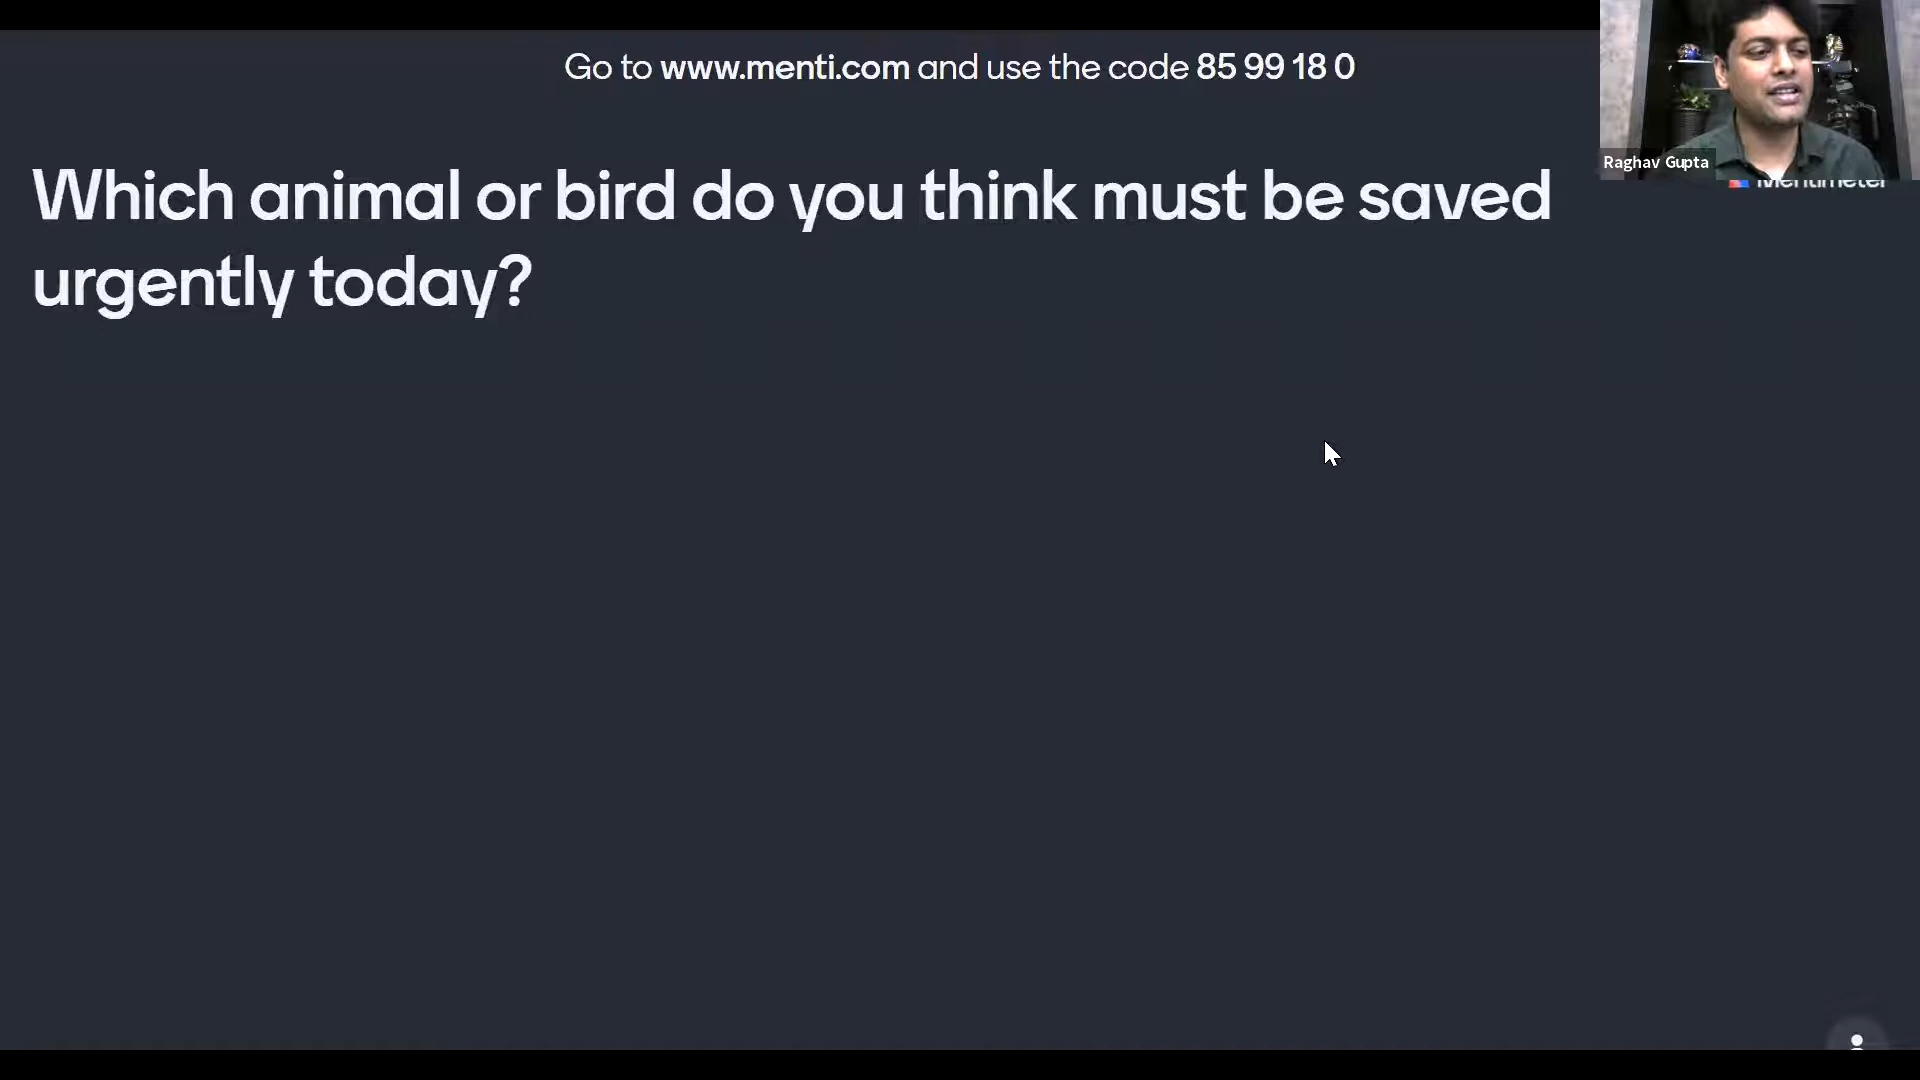 Go to www.menti.com and use the code 85 99 18 0
Which animal or bird do you think must be saved
urgently today?
Raghav Gupta
Mentimeter